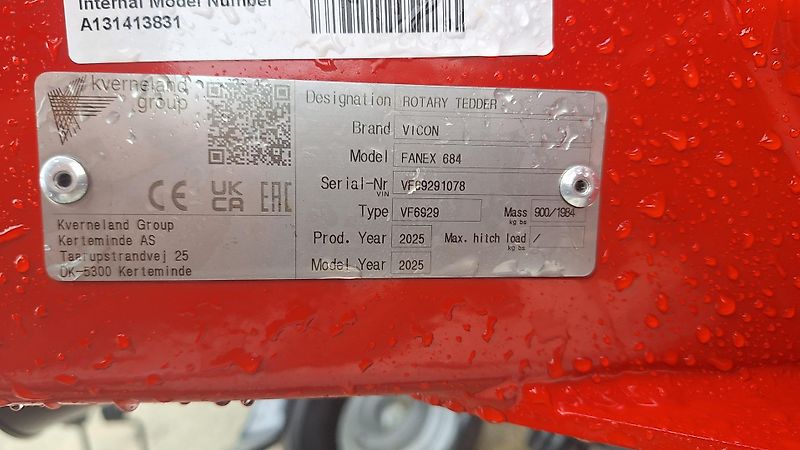 Internal Model Number
A131413831
kverneland
group
CE UK CA EAC
Kverneland Group
Kerteminde AS
Taarupstrandvej 25
DK-5300 Kerteminde
Designation ROTARY TEDDER
Brand VICON
Model FANEX 684
Serial-Nr VF69291078
VIN
Type VF6929 Mass 900/1984
kg lbs
Prod. Year 2025 Max. hitch load /
kg lbs
Model Year 2025